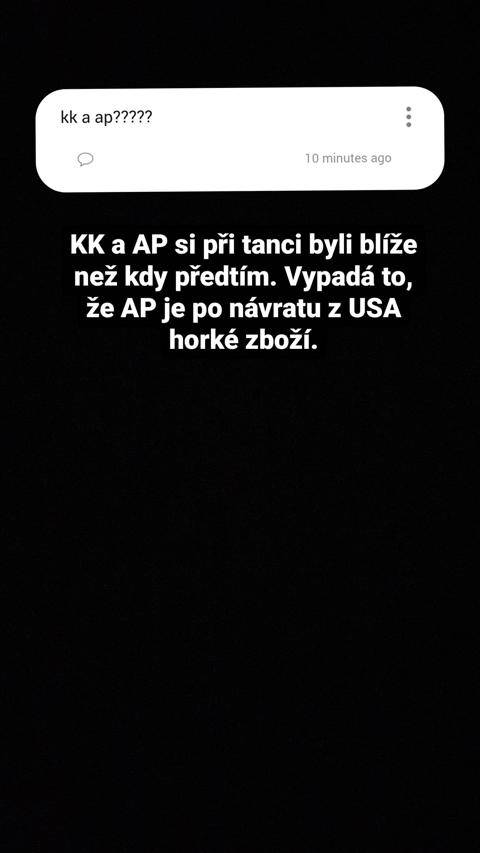 kk a ap?????
10 minutes ago
KK a AP si při tanci byli blíže
než kdy předtím. Vypadá to,
že AP je po návratu z USA
horké zboží.